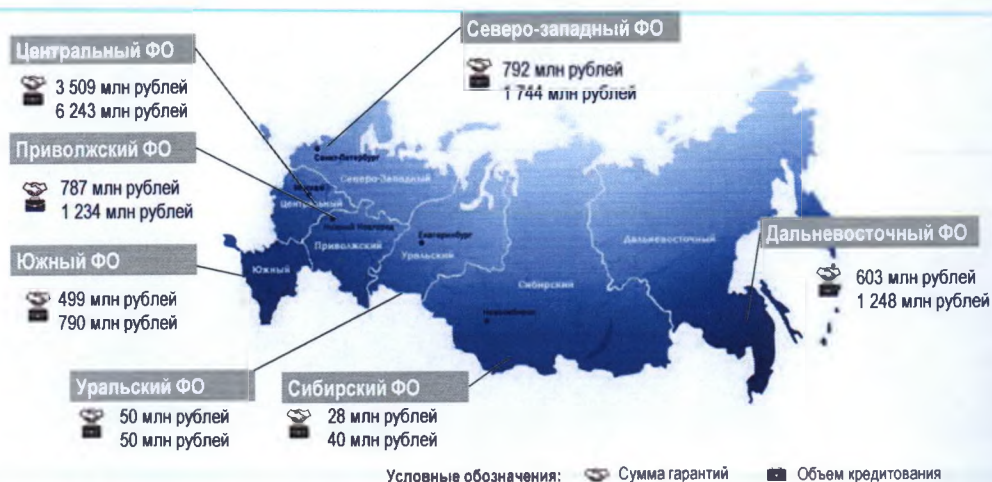 Северо-западный ФО
792 млн рублей
1 744 млн рублей
Центральный ФО
3 509 млн рублей
6 243 млн рублей
Приволжский ФО
787 млн рублей
1 234 млн рублей
Южный ФО
499 млн рублей
790 млн рублей
Санкт-Петербург
Северо-Западный
Москва
Центральный
Нижний Новгород
Приволжский
Екатеринбург
Уральский
Южный
Сибирский
Новосибирск
Дальневосточный
Дальневосточный ФО
603 млн рублей
1 248 млн рублей
Уральский ФО
50 млн рублей
50 млн рублей
Сибирский ФО
28 млн рублей
40 млн рублей
Условные обозначения: Сумма гарантий Объем кредитования